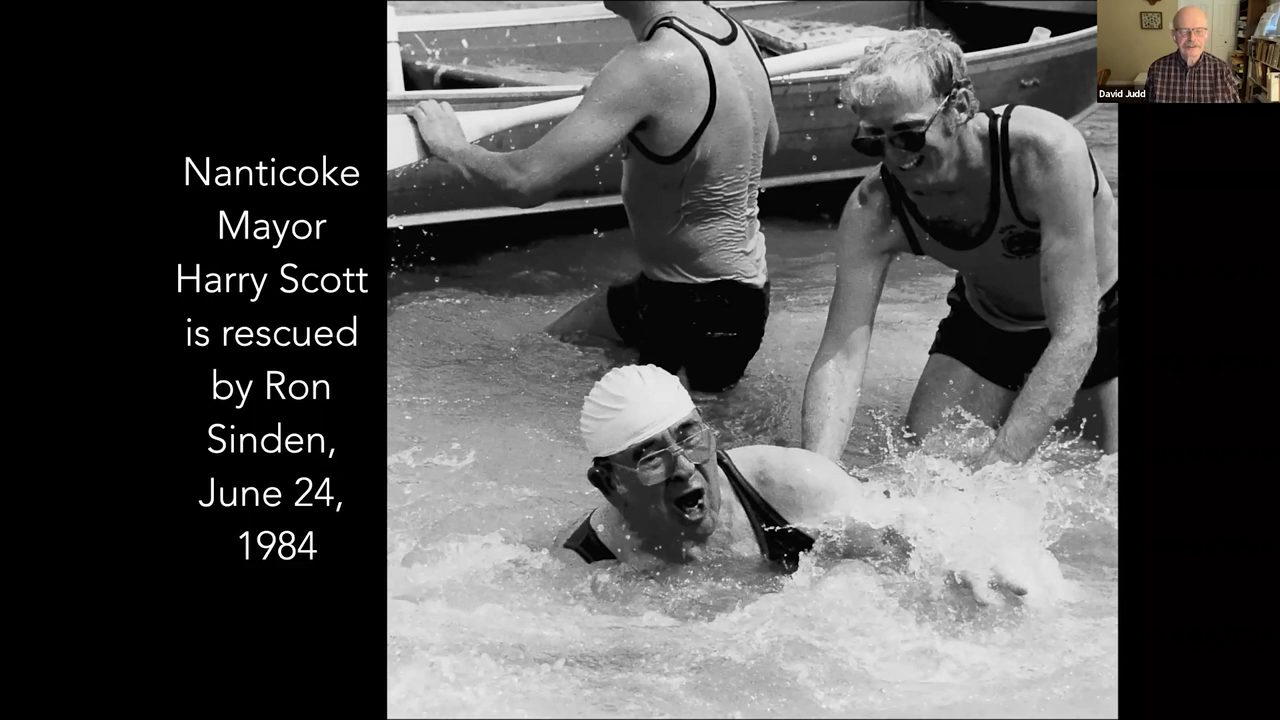 Nanticoke
Mayor
Harry Scott
is rescued
by Ron
Sinden,
June 24,
1984
David Judd